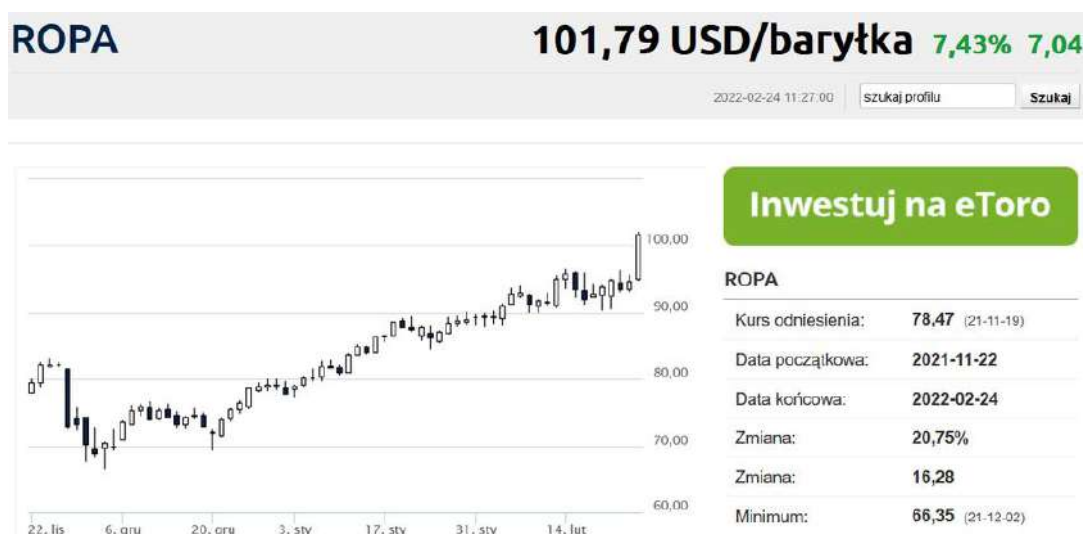 ROPA
101,79 USD/baryłka 7,43% 7,04
2022-02-24 11:27:00 szukaj profilu Szukaj
Inwestuj na eToro
100,00
90,00
80,00
70,00
60,00
22. lis 6. gru 20. gru 3. sty 17. sty 31. sty 14. lut
ROPA
Kurs odniesienia: 78,47 (21-11-19)
Data początkowa: 2021-11-22
Data końcowa: 2022-02-24
Zmiana: 20,75%
Zmiana: 16,28
Minimum: 66,35 (21-12-02)